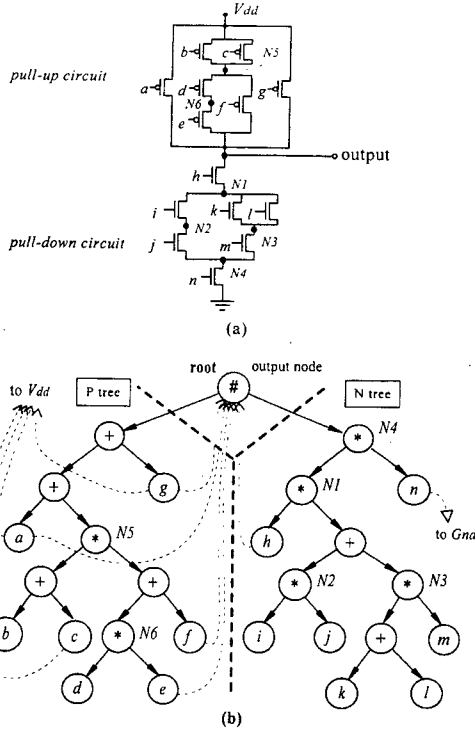 Vdd
b c N5
pull-up circuit
a d g
N6 f
e
output
h
N1
i k l
N2
pull-down circuit j m N3
n N4
(a)
root output node
to Vdd P tree # N tree
+ * N4
+ g * N1 n
a * N5 h + to Gnd
+ + * N2 * N3
b c * N6 f i j + m
d e k l
(b)